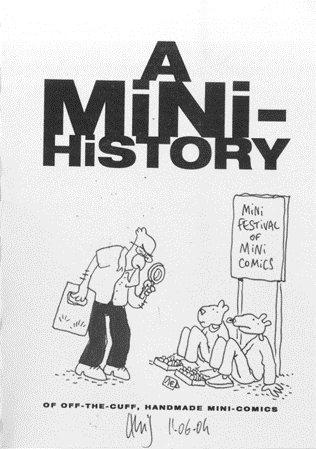 A
MiNi-
HiSTORY
MiNi
FESTIVAL
OF
MiNi
COMiCS
OF OFF-THE-CUFF, HANDMADE MINI-COMICS
11-06-04